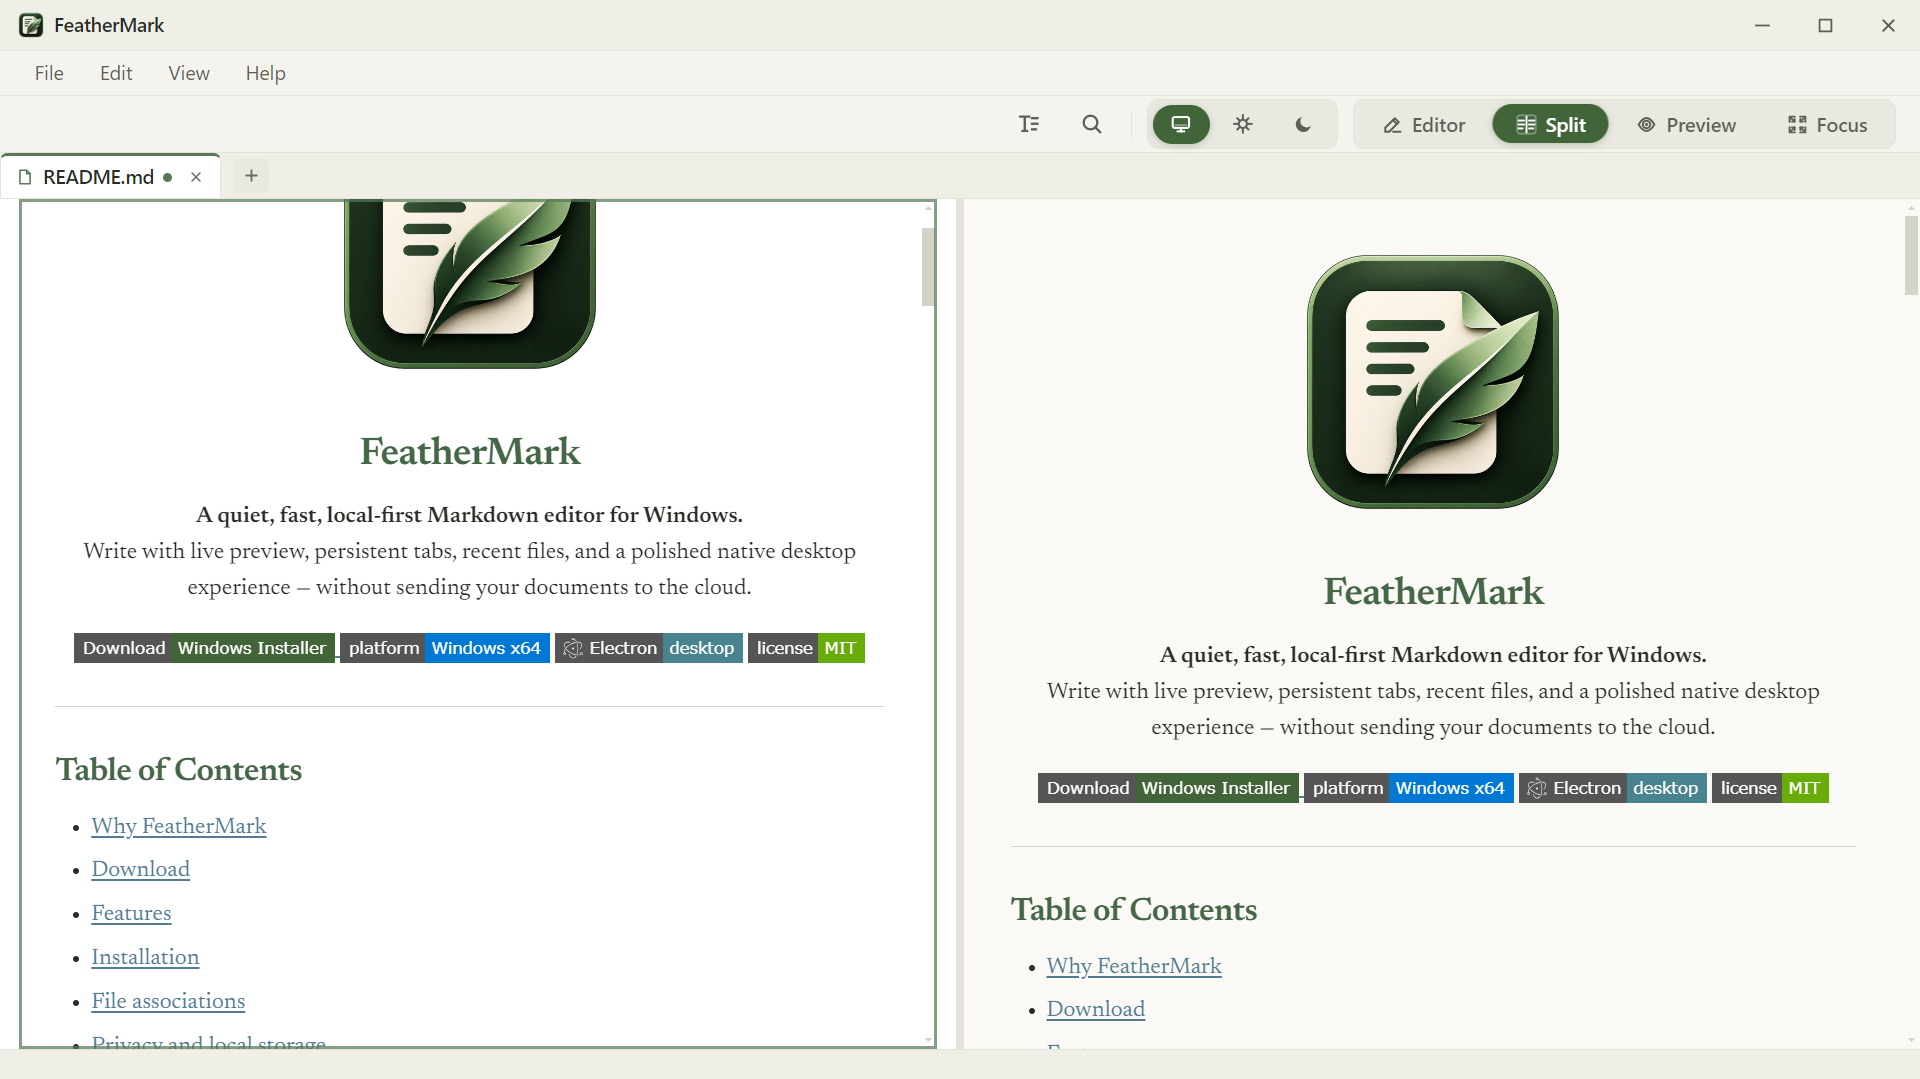 FeatherMark
File Edit View Help
Editor Split Preview Focus
README.md
FeatherMark
A quiet, fast, local-first Markdown editor for Windows.
Write with live preview, persistent tabs, recent files, and a polished native desktop
experience — without sending your documents to the cloud.
Download Windows Installer platform Windows x64 Electron desktop license MIT
Table of Contents
Why FeatherMark
Download
Features
Installation
File associations
Privacy and local storage
FeatherMark
A quiet, fast, local-first Markdown editor for Windows.
Write with live preview, persistent tabs, recent files, and a polished native desktop
experience — without sending your documents to the cloud.
Download Windows Installer platform Windows x64 Electron desktop license MIT
Table of Contents
Why FeatherMark
Download